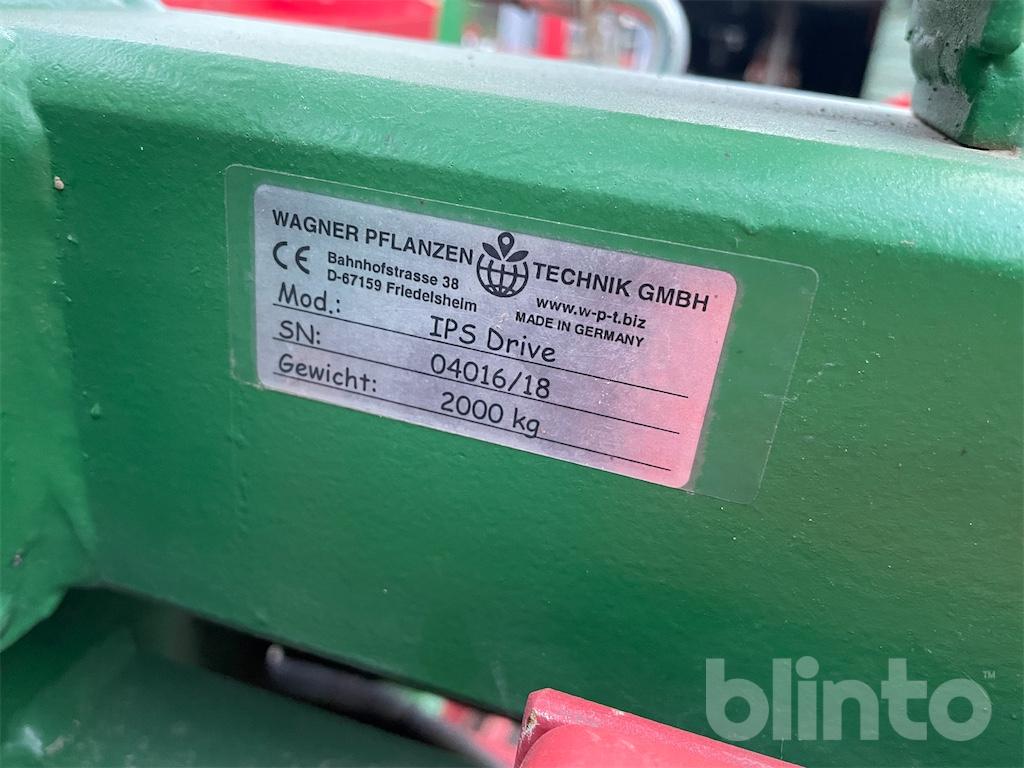 WAGNER PFLANZEN TECHNIK GMBH
CE Bahnhofstrasse 38
D-67159 Friedelsheim
www.w-p-t.biz
MADE IN GERMANY
Mod.: IPS Drive
SN: 04016/18
Gewicht: 2000 kg
blinto™